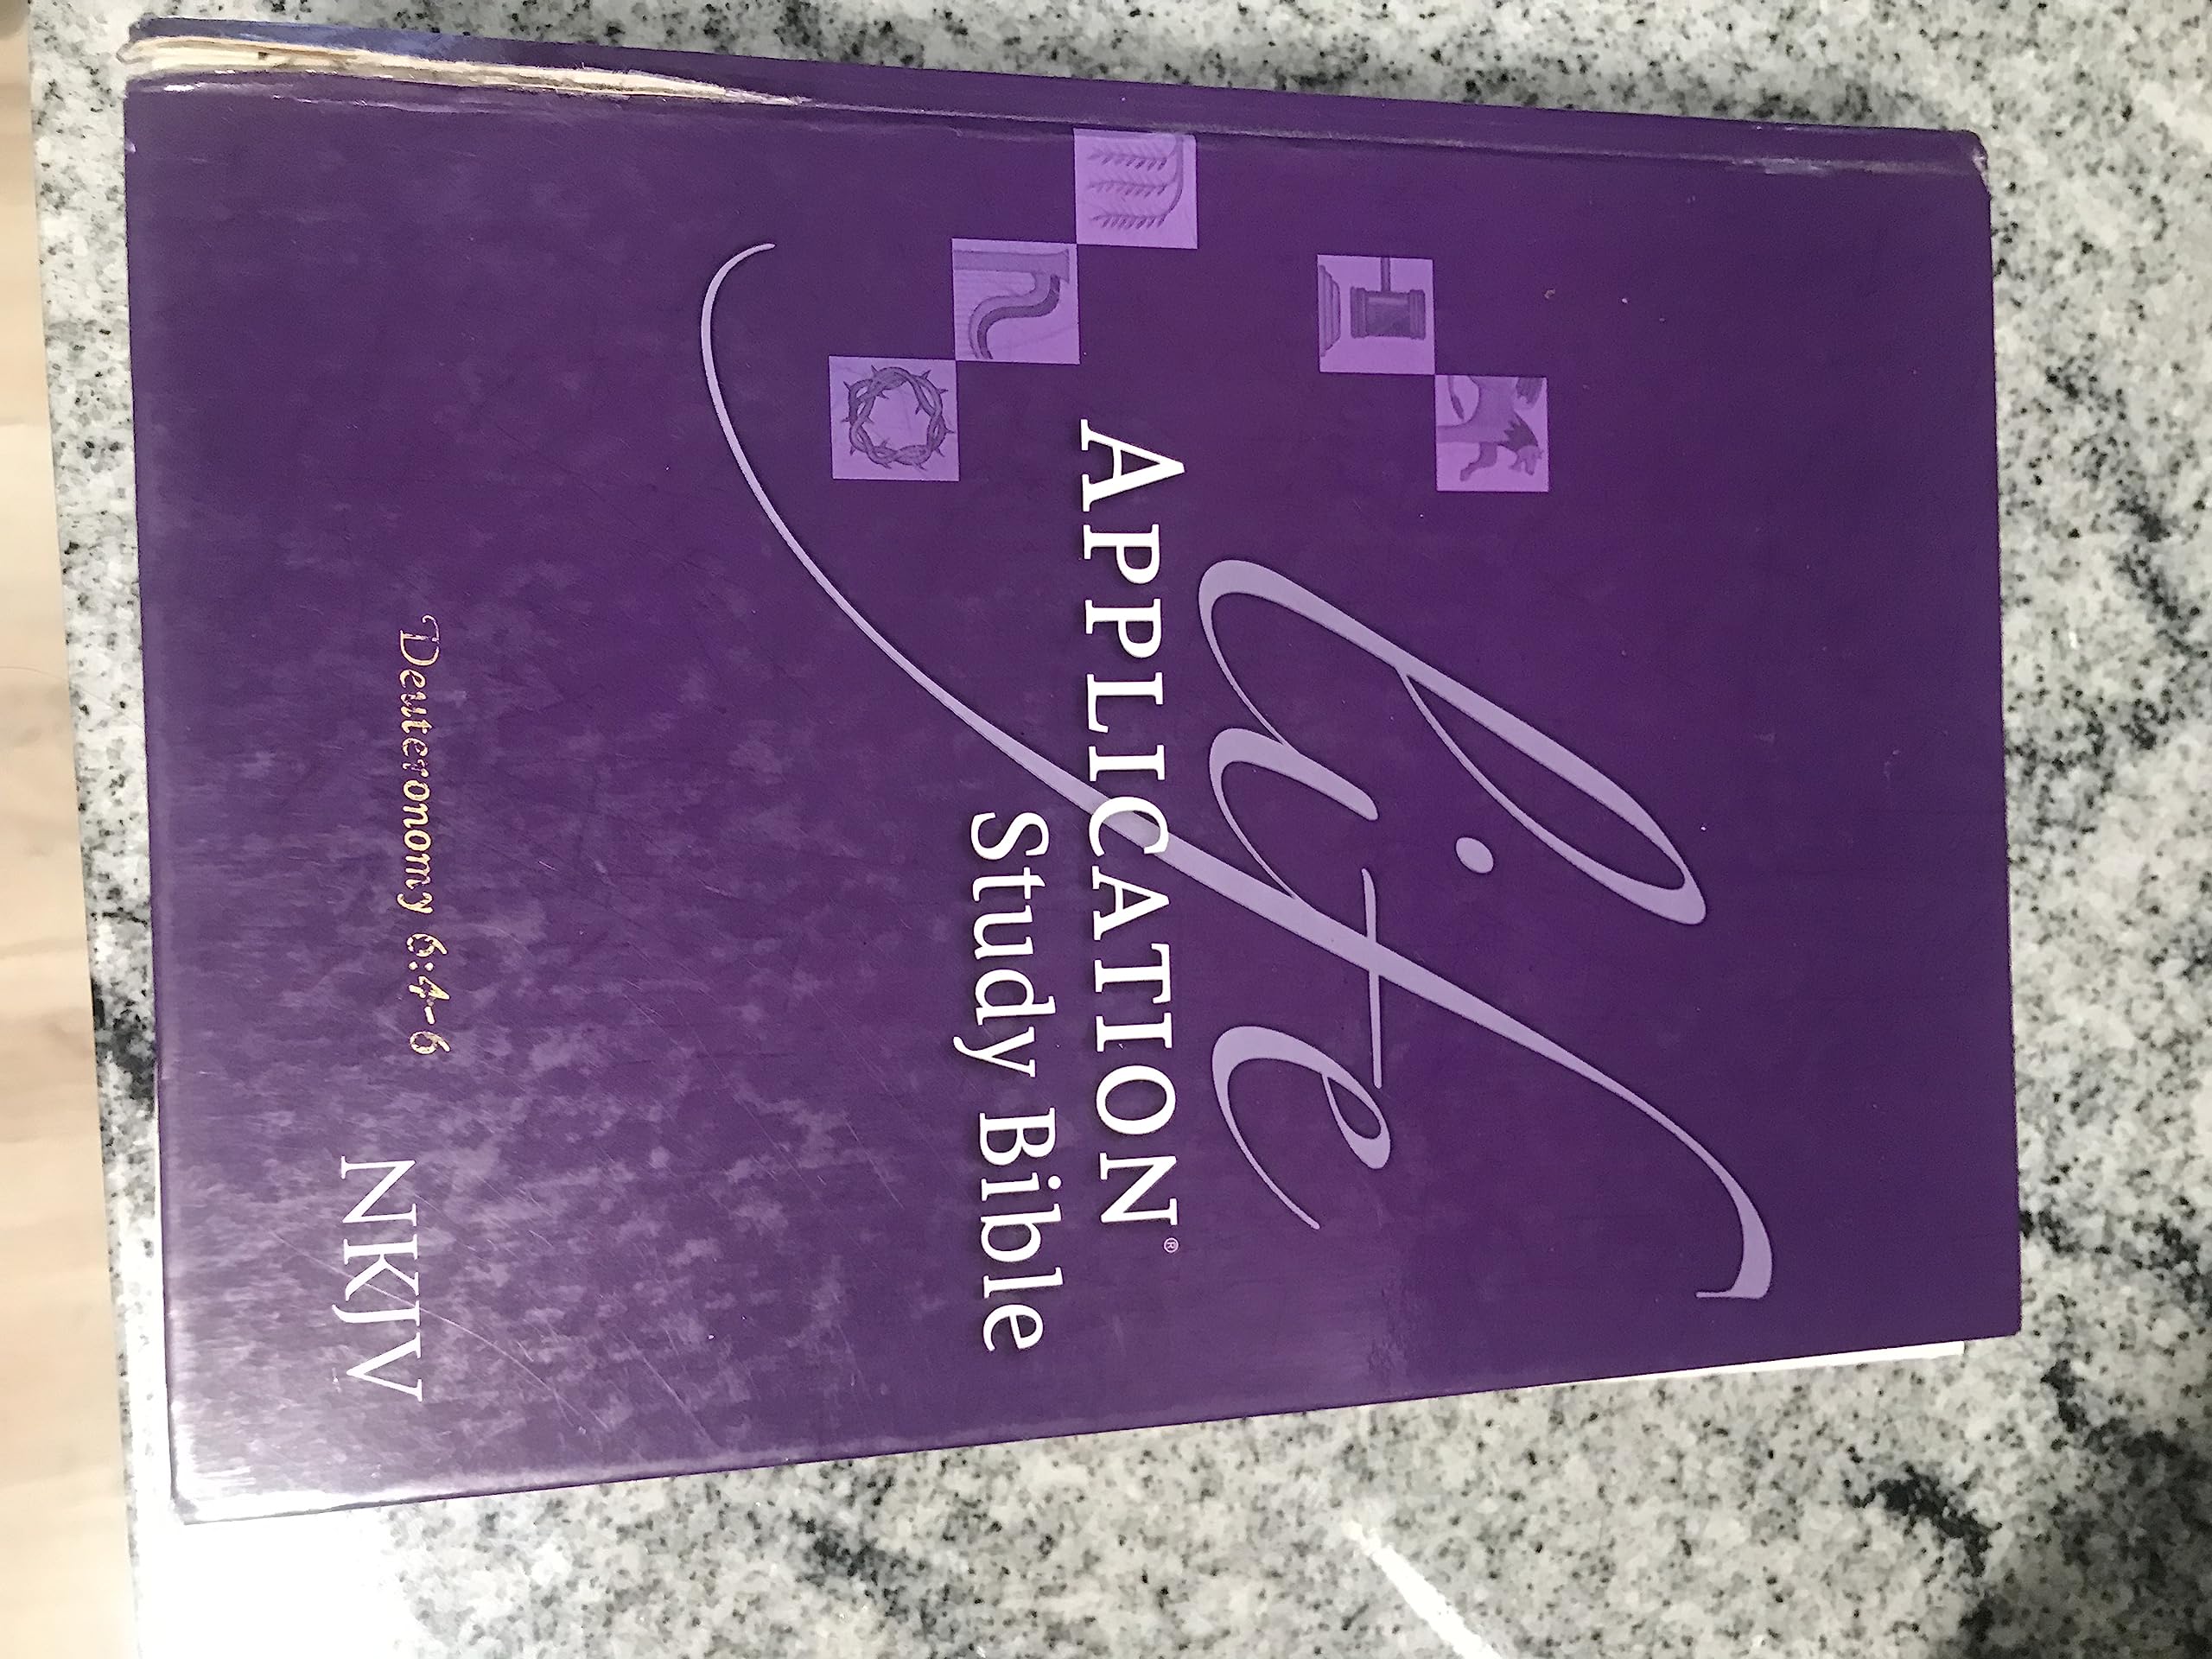 life
APPLICATION®
Study Bible
Deuteronomy 6:4-6
NKJV